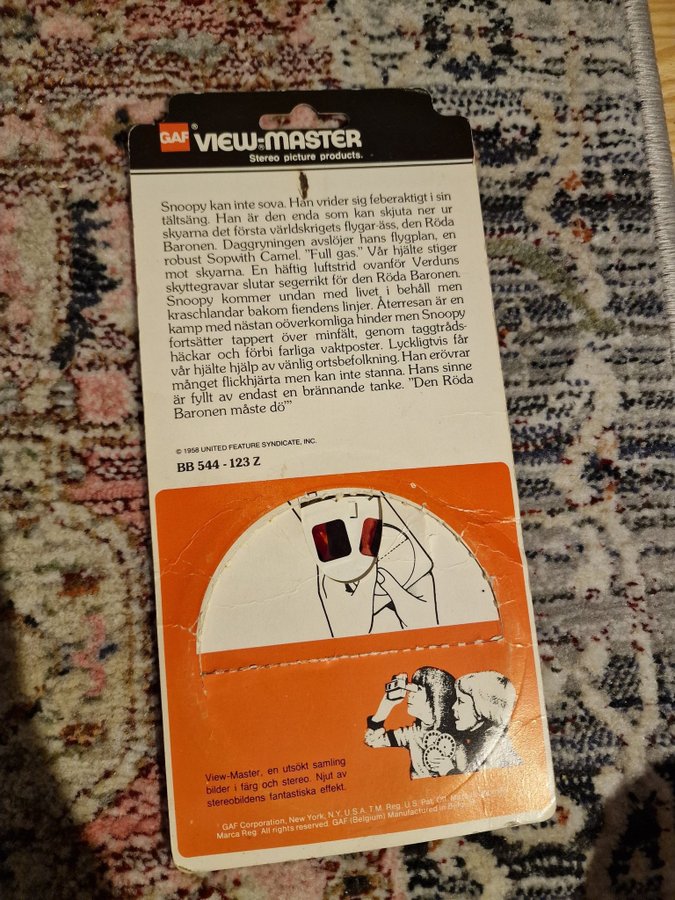 GAF® VIEW-MASTER®
Stereo picture products.
Snoopy kan inte sova. Han vrider sig feberaktigt i sin
tältsäng. Han är den enda som kan skjuta ner ur
skyarna det första världskrigets flygar-äss, den Röda
Baronen. Daggryningen avslöjer hans flygplan, en
robust Sopwith Camel. "Full gas." Vår hjälte stiger
mot skyarna. En häftig luftstrid ovanför Verduns
skyttegravar slutar segerrikt för den Röda Baronen.
Snoopy kommer undan med livet i behåll men
kraschlandar bakom fiendens linjer. Återresan är en
kamp med nästan oöverkomliga hinder men Snoopy
fortsätter tappert över minfält, genom taggtråds-
häckar och förbi farliga vaktposter. Lyckligtvis får
vår hjälte hjälp av vänlig ortsbefolkning. Han erövrar
månget flickhjärta men kan inte stanna. Hans sinne
är fyllt av endast en brännande tanke. "Den Röda
Baronen måste dö"'
© 1958 UNITED FEATURE SYNDICATE, INC.
BB 544 - 123 Z
View-Master, en utsökt samling
bilder i färg och stereo. Njut av
stereobildens fantastiska effekt.
GAF Corporation, New York, N.Y. U.S.A. T.M. Reg. U.S. Pat. Off.
Marca Reg. All rights reserved. GAF (Belgium) Manufactured in